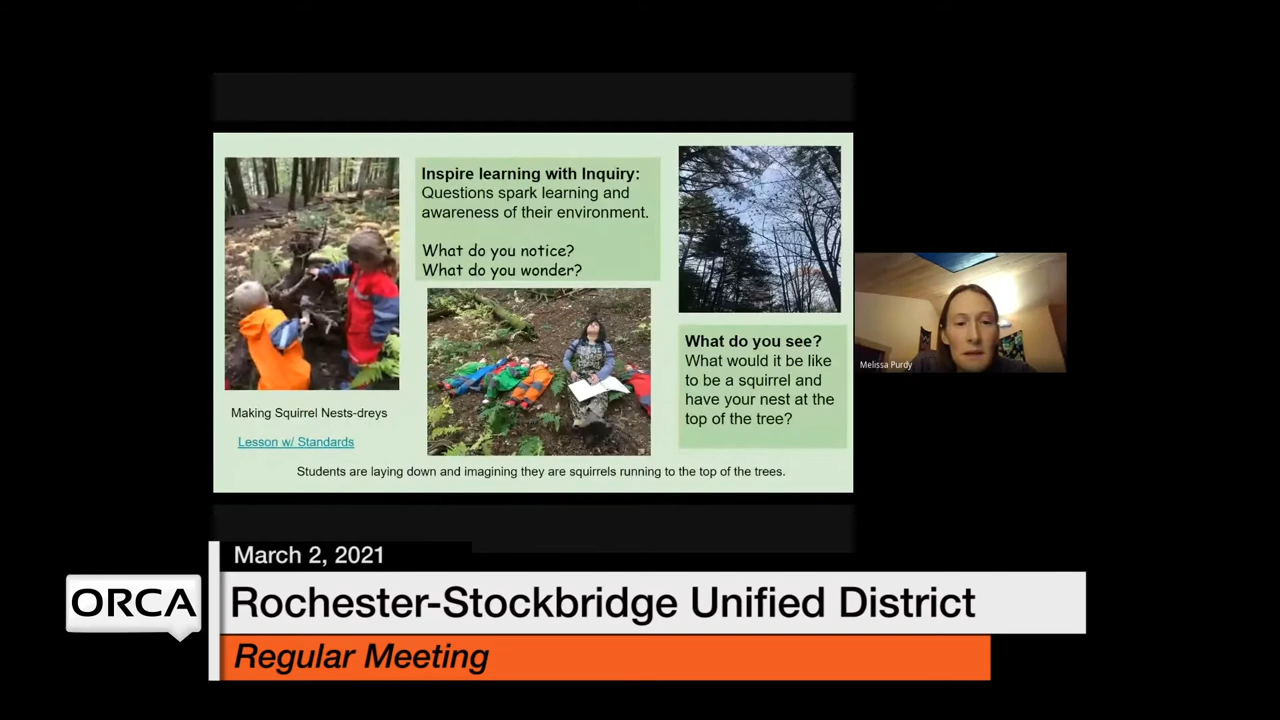 Inspire learning with Inquiry:
Questions spark learning and
awareness of their environment.
What do you notice?
What do you wonder?
What do you see?
What would it be like
to be a squirrel and
have your nest at the
top of the tree?
Making Squirrel Nests-dreys
Lesson w/ Standards
Students are laying down and imagining they are squirrels running to the top of the trees.
Melissa Purdy
March 2, 2021
ORCA
Rochester-Stockbridge Unified District
Regular Meeting